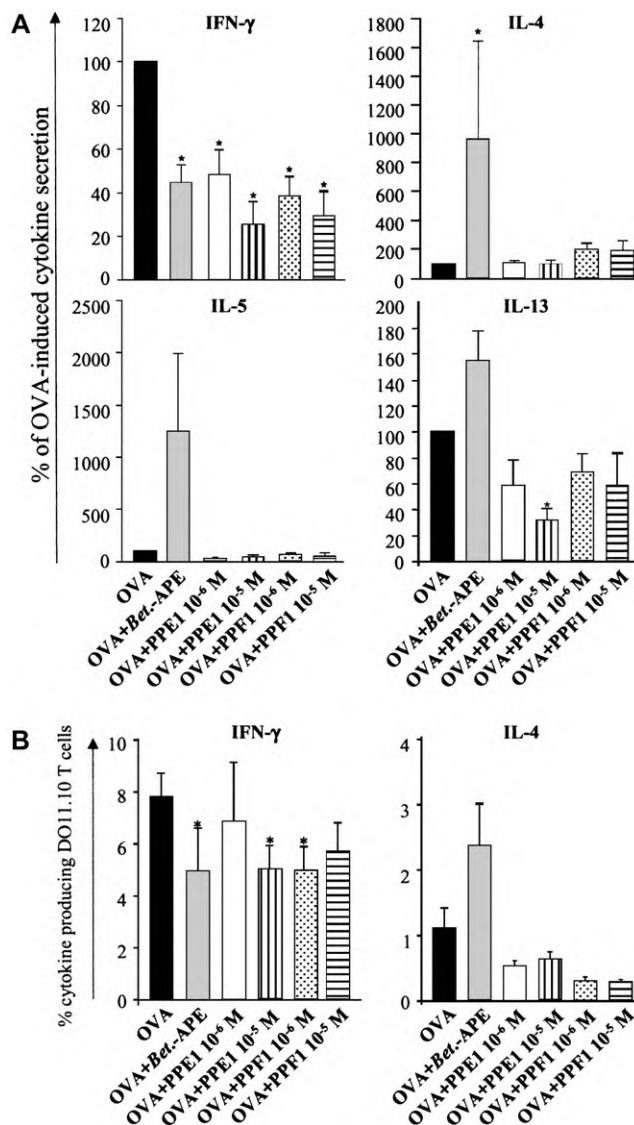 A
% of OVA-induced cytokine secretion
IFN-γ
120
100
80
60
40
20
0
* * * * *
IL-4
1800
1600
1400
1200
1000
800
600
400
200
0
*
IL-5
2500
2000
1500
1000
500
0
IL-13
200
180
160
140
120
100
80
60
40
20
0
*
OVA
OVA+Bet.-APE
OVA+PPE1 10⁻⁶ M
OVA+PPE1 10⁻⁵ M
OVA+PPF1 10⁻⁶ M
OVA+PPF1 10⁻⁵ M
OVA
OVA+Bet.-APE
OVA+PPE1 10⁻⁶ M
OVA+PPE1 10⁻⁵ M
OVA+PPF1 10⁻⁶ M
OVA+PPF1 10⁻⁵ M
B
% cytokine producing DO11.10 T cells
IFN-γ
10
8
6
4
2
0
* * *
IL-4
4
3
2
1
0
OVA
OVA+Bet.-APE
OVA+PPE1 10⁻⁶ M
OVA+PPE1 10⁻⁵ M
OVA+PPF1 10⁻⁶ M
OVA+PPF1 10⁻⁵ M
OVA
OVA+Bet.-APE
OVA+PPE1 10⁻⁶ M
OVA+PPE1 10⁻⁵ M
OVA+PPF1 10⁻⁶ M
OVA+PPF1 10⁻⁵ M